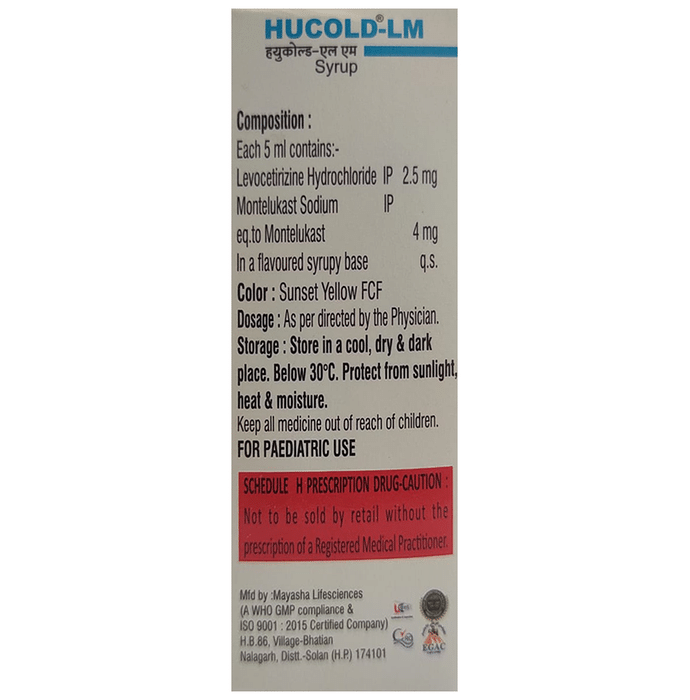 HUCOLD®-LM
हयुकोल्ड-एल एम
Syrup
Composition :
Each 5 ml contains:-
Levocetirizine Hydrochloride IP 2.5 mg
Montelukast Sodium IP
eq.to Montelukast 4 mg
In a flavoured syrupy base q.s.
Color : Sunset Yellow FCF
Dosage : As per directed by the Physician.
Storage : Store in a cool, dry & dark
place. Below 30°C. Protect from sunlight,
heat & moisture.
Keep all medicine out of reach of children.
FOR PAEDIATRIC USE
SCHEDULE H PRESCRIPTION DRUG-CAUTION :
Not to be sold by retail without the
prescription of a Registered Medical Practitioner.
Mfd by :Mayasha Lifesciences
(A WHO GMP compliance &
ISO 9001 : 2015 Certified Company)
H.B.86, Village-Bhatian
Nalagarh, Distt.-Solan (H.P.) 174101
EGAC